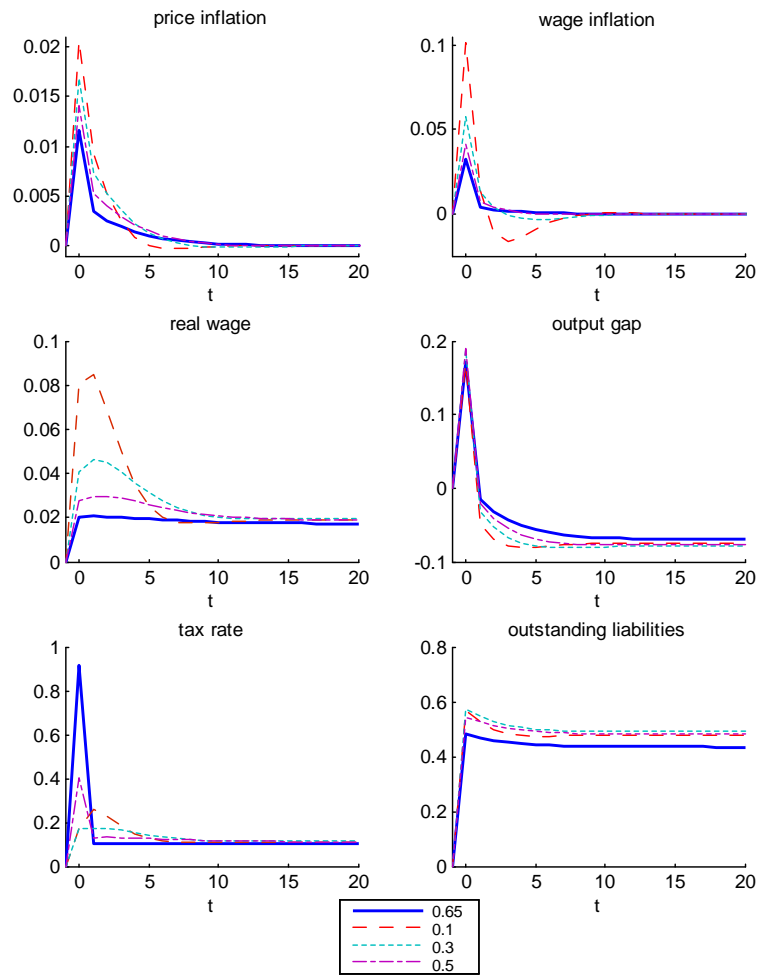 price inflation
0.02
0.015
0.01
0.005
0
0 5 10 15 20
t
wage inflation
0.1
0.05
0
0 5 10 15 20
t
real wage
0.1
0.08
0.06
0.04
0.02
0
0 5 10 15 20
t
output gap
0.2
0.1
0
-0.1
0 5 10 15 20
t
tax rate
1
0.8
0.6
0.4
0.2
0
0 5 10 15 20
t
outstanding liabilities
0.8
0.6
0.4
0.2
0
0 5 10 15 20
t
0.65
0.1
0.3
0.5